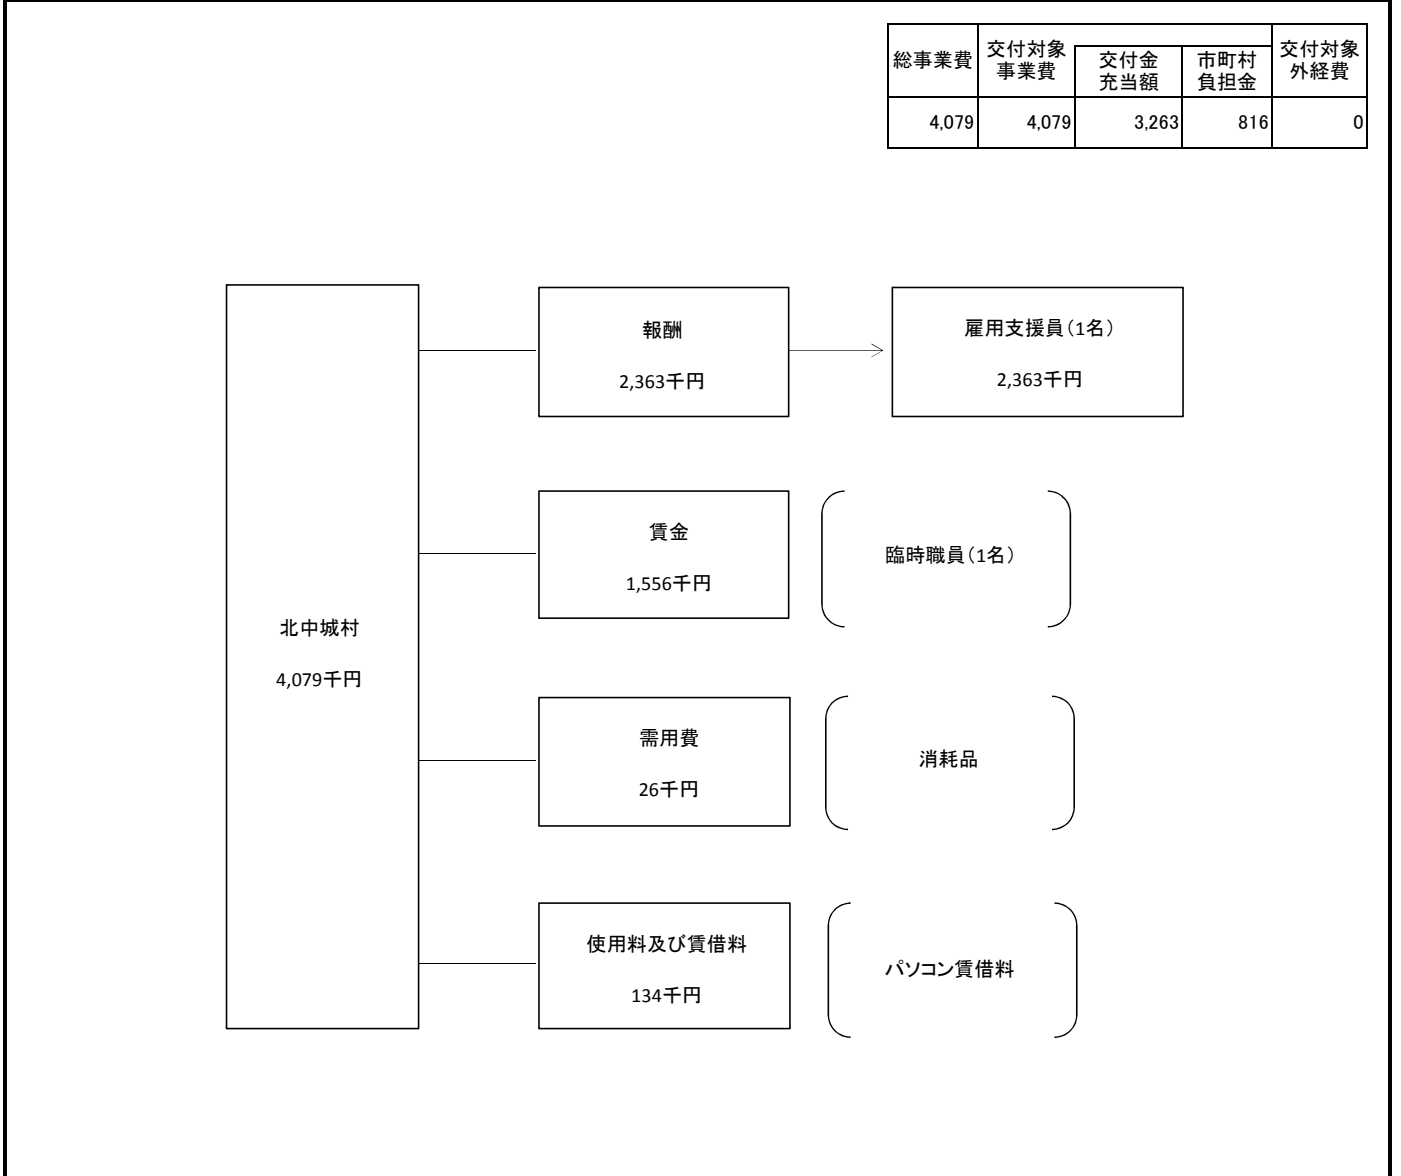 総事業費
交付対象
事業費
交付金
充当額
市町村
負担金
交付対象
外経費
4,079
4,079
3,263
816
0
北中城村
4,079千円
報酬
2,363千円
雇用支援員（1名）
2,363千円
賃金
1,556千円
臨時職員（1名）
需用費
26千円
消耗品
使用料及び賃借料
134千円
パソコン賃借料